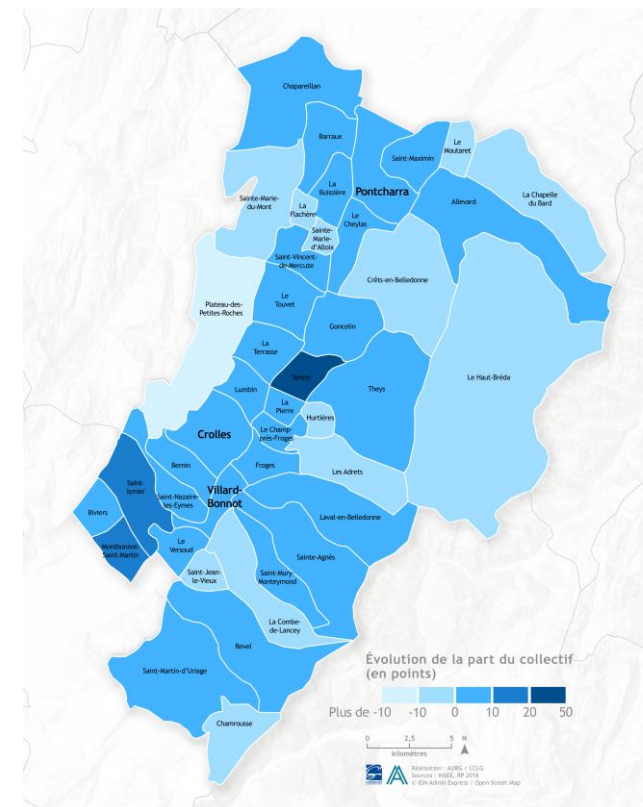 Chapareillan
Barraux
Saint-Maximin
Le
Moutaret
La Chapelle
du Bard
La
Buissière
Pontcharra
Allevard
Sainte-Marie-
du-Mont
La
Flachère
Le
Cheylas
Sainte-
Marie-
d'Alloix
Saint-Vincent-
de-Mercuze
Crêts-en-Belledonne
Plateau-des-
Petites-Roches
Le
Touvet
Goncelin
La
Terrasse
Le Haut-Bréda
Tencin
Theys
Lumbin
La
Pierre
Hurtières
Crolles
Le Champ-
près-Froges
Bernin
Froges
Les Adrets
Saint-
Ismier
Villard-
Bonnot
Saint-Nazaire-
les-Eymes
Biviers
Laval-en-Belledonne
Montbonnot-
Saint-Martin
Le
Versoud
Sainte-Agnès
Saint-Jean-
le-Vieux
Saint-Mury
Monteymond
La Combe-
de-Lancey
Revel
Saint-Martin-d'Uriage
Chamrousse
Évolution de la part du collectif
(en points)
Plus de -10 -10 0 10 20 50
0 2,5 5 N
kilomètres
Réalisation : AURG / CCLG
Sources : INSEE, RP 2018
© IGN Admin Express / Open Street Map